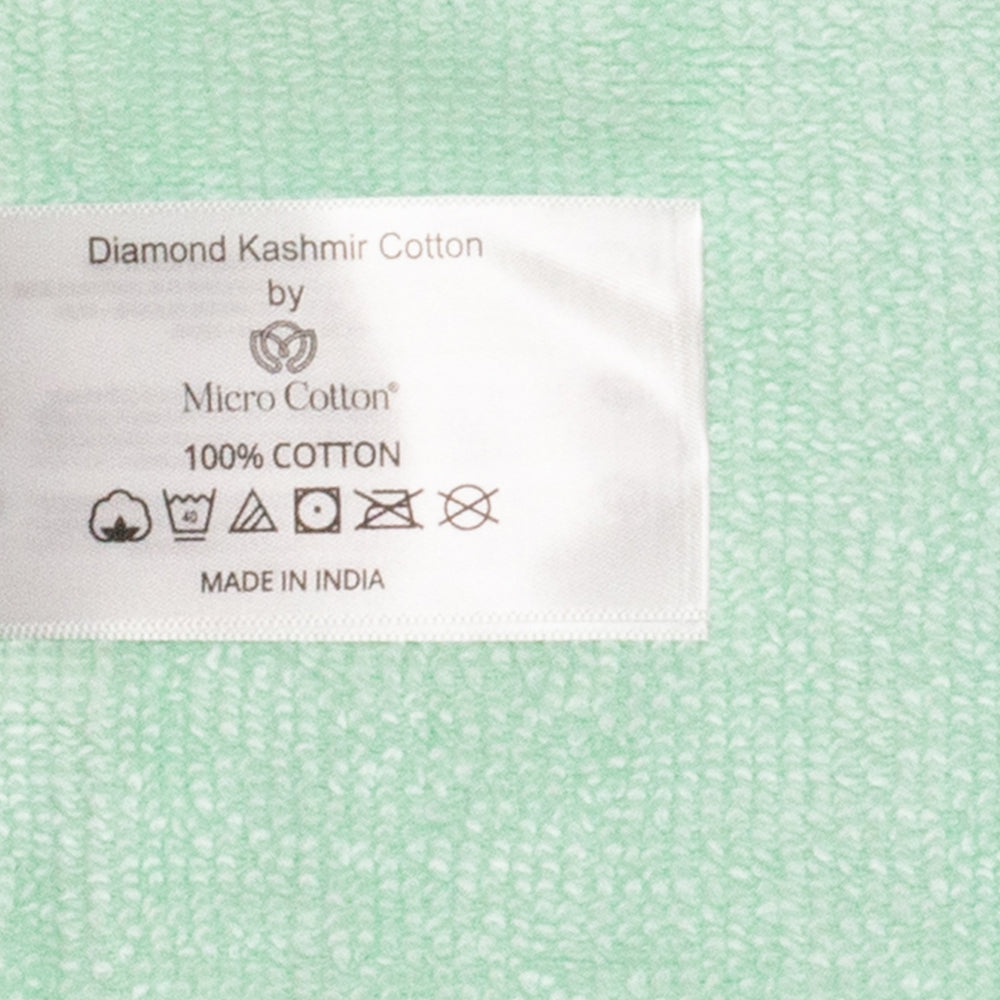 Diamond Kashmir Cotton
by
Micro Cotton®
100% COTTON
40
MADE IN INDIA